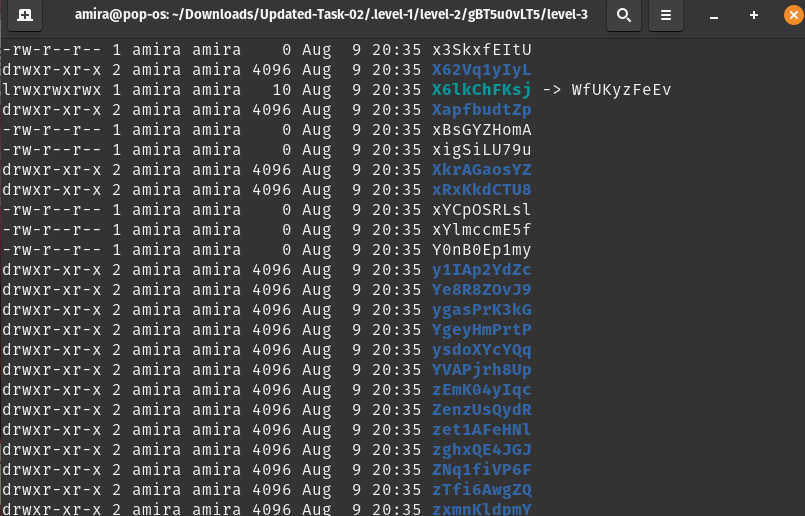 amira@pop-os: ~/Downloads/Updated-Task-02/.level-1/level-2/gBT5u0vLT5/level-3
-rw-r--r-- 1 amira amira    0 Aug  9 20:35 x3SkxfEItU
drwxr-xr-x 2 amira amira 4096 Aug  9 20:35 X62Vq1yIyL
lrwxrwxrwx 1 amira amira   10 Aug  9 20:35 X6lkChFKsj -> WfUKyzFeEv
drwxr-xr-x 2 amira amira 4096 Aug  9 20:35 XapfbudtZp
-rw-r--r-- 1 amira amira    0 Aug  9 20:35 xBsGYZHomA
-rw-r--r-- 1 amira amira    0 Aug  9 20:35 xigSiLU79u
drwxr-xr-x 2 amira amira 4096 Aug  9 20:35 XkrAGaosYZ
drwxr-xr-x 2 amira amira 4096 Aug  9 20:35 xRxKkdCTU8
-rw-r--r-- 1 amira amira    0 Aug  9 20:35 xYCpOSRLsl
-rw-r--r-- 1 amira amira    0 Aug  9 20:35 xYlmccmE5f
-rw-r--r-- 1 amira amira    0 Aug  9 20:35 Y0nB0Ep1my
drwxr-xr-x 2 amira amira 4096 Aug  9 20:35 y1IAp2YdZc
drwxr-xr-x 2 amira amira 4096 Aug  9 20:35 Ye8R8ZOvJ9
drwxr-xr-x 2 amira amira 4096 Aug  9 20:35 ygasPrK3kG
drwxr-xr-x 2 amira amira 4096 Aug  9 20:35 YgeyHmPrtP
drwxr-xr-x 2 amira amira 4096 Aug  9 20:35 ysdoXYcYQq
drwxr-xr-x 2 amira amira 4096 Aug  9 20:35 YVAPjrh8Up
drwxr-xr-x 2 amira amira 4096 Aug  9 20:35 zEmK04yIqc
drwxr-xr-x 2 amira amira 4096 Aug  9 20:35 ZenzUsQydR
drwxr-xr-x 2 amira amira 4096 Aug  9 20:35 zet1AFeHNl
drwxr-xr-x 2 amira amira 4096 Aug  9 20:35 zghxQE4JGJ
drwxr-xr-x 2 amira amira 4096 Aug  9 20:35 ZNq1fiVP6F
drwxr-xr-x 2 amira amira 4096 Aug  9 20:35 zTfi6AwgZQ
drwxr-xr-x 2 amira amira 4096 Aug  9 20:35 zxmnKldpmY